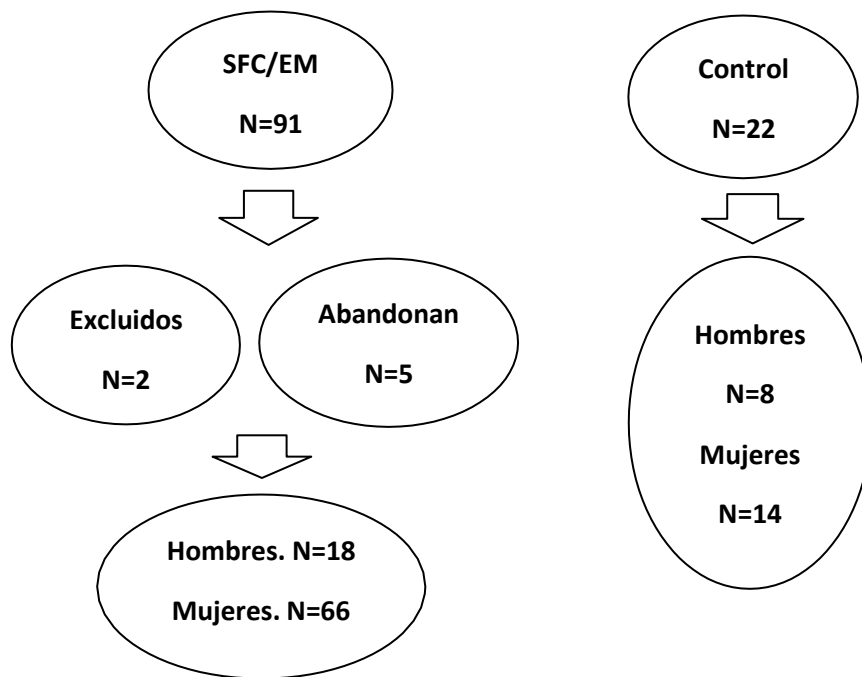 SFC/EM
N=91
Control
N=22
Excluidos
N=2
Abandonan
N=5
Hombres
N=8
Mujeres
N=14
Hombres. N=18
Mujeres. N=66